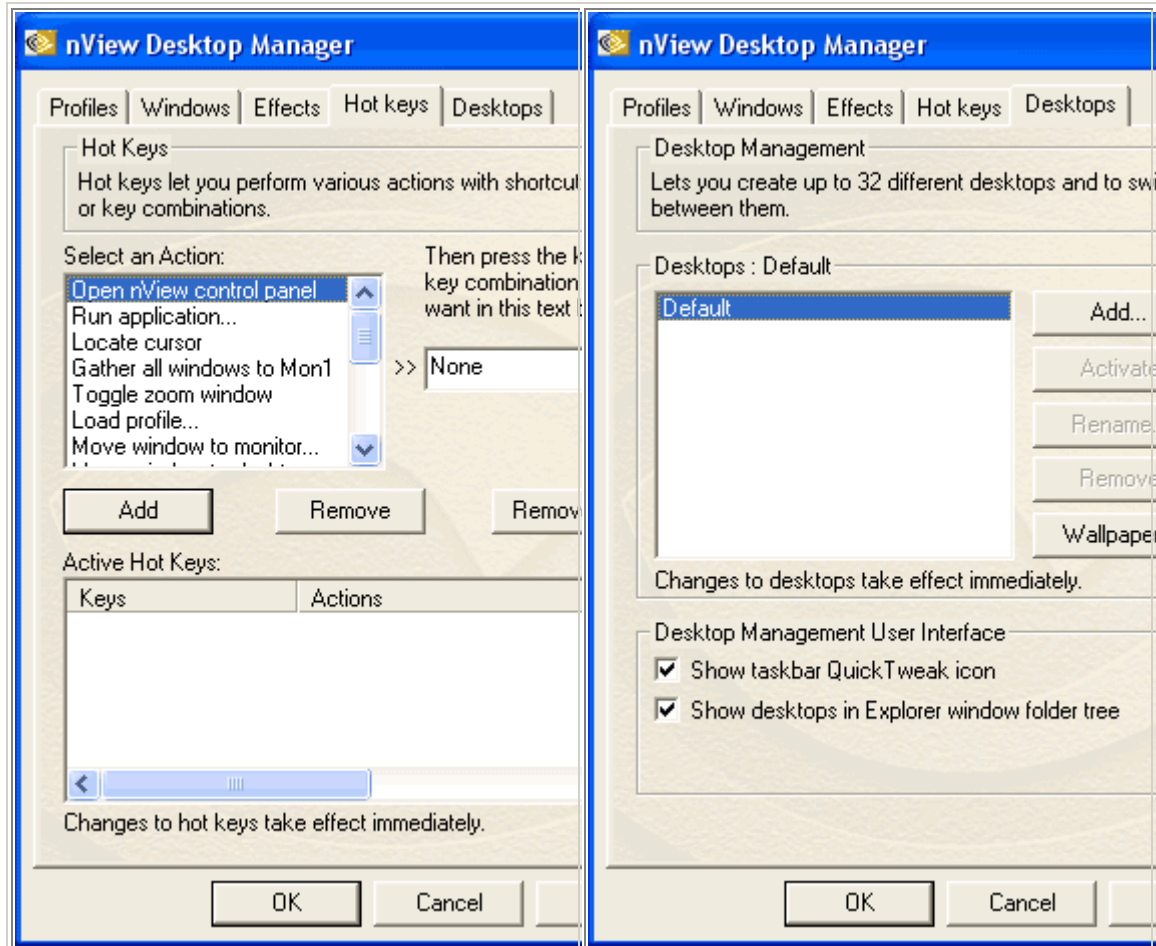 nView Desktop Manager
Profiles Windows Effects Hot keys Desktops
Hot Keys
Hot keys let you perform various actions with shortcut
or key combinations.
Select an Action:
Open nView control panel
Run application...
Locate cursor
Gather all windows to Mon1
Toggle zoom window
Load profile...
Move window to monitor...
Then press the
key combination
want in this text
>> None
Add Remove
Active Hot Keys:
Keys Actions
Changes to hot keys take effect immediately.
OK Cancel
nView Desktop Manager
Profiles Windows Effects Hot keys Desktops
Desktop Management
Lets you create up to 32 different desktops and to
between them.
Desktops : Default
Default
Add...
Activate
Rename.
Remove
Wallpaper
Changes to desktops take effect immediately.
Desktop Management User Interface
Show taskbar QuickTweak icon
Show desktops in Explorer window folder tree
OK Cancel